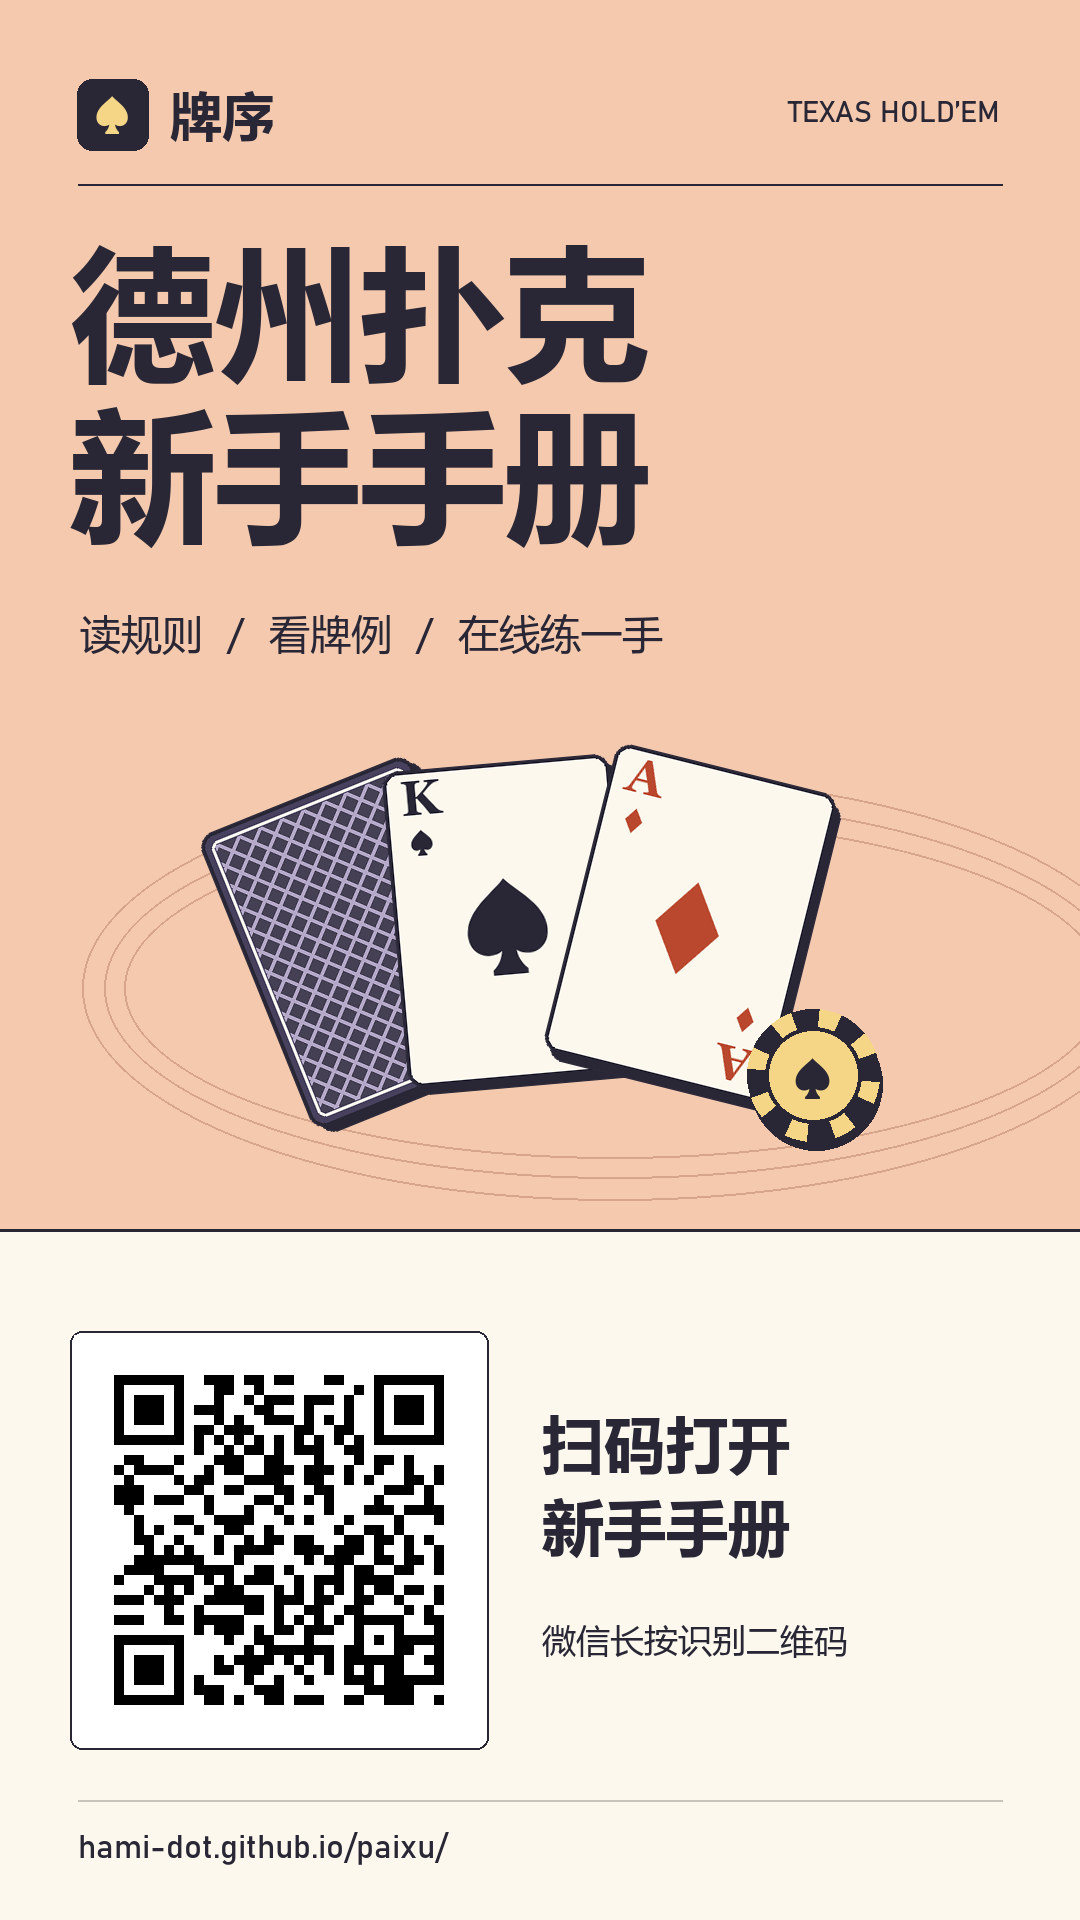 牌序
TEXAS HOLD'EM
德州扑克
新手手册
读规则 / 看牌例 / 在线练一手
K
A
A
扫码打开
新手手册
微信长按识别二维码
hami-dot.github.io/paixu/